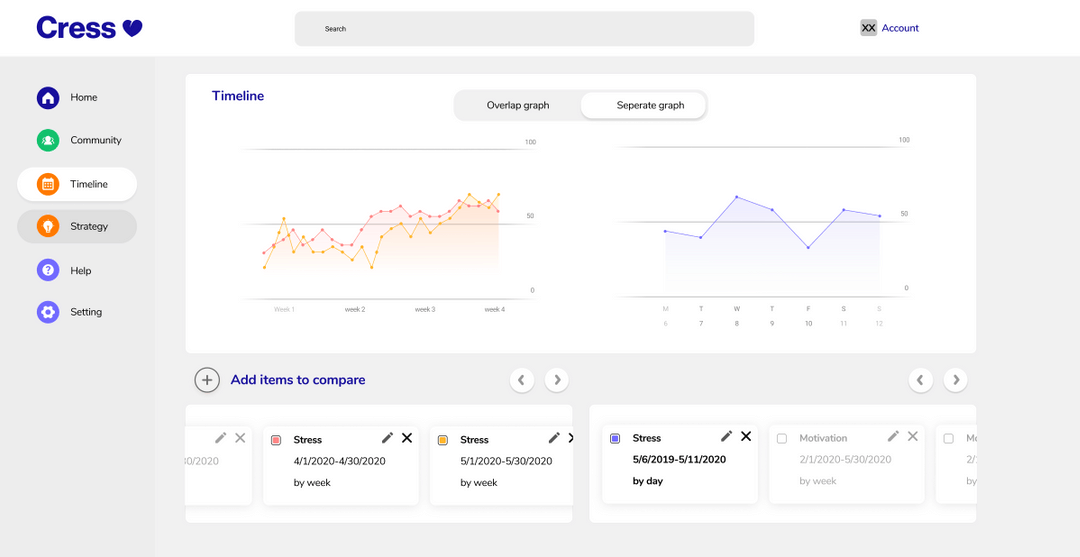 Cress
Search
XX Account
Home
Community
Timeline
Strategy
Help
Setting
Timeline
Overlap graph
Seperate graph
100
50
0
Week 1 week 2 week 3 week 4
100
50
0
M T W T F S S
6 7 8 9 10 11 12
Add items to compare
30/2020
Stress
4/1/2020-4/30/2020
by week
Stress
5/1/2020-5/30/2020
by week
Stress
5/6/2019-5/11/2020
by day
Motivation
2/1/2020-5/30/2020
by week
Mo
2/
by